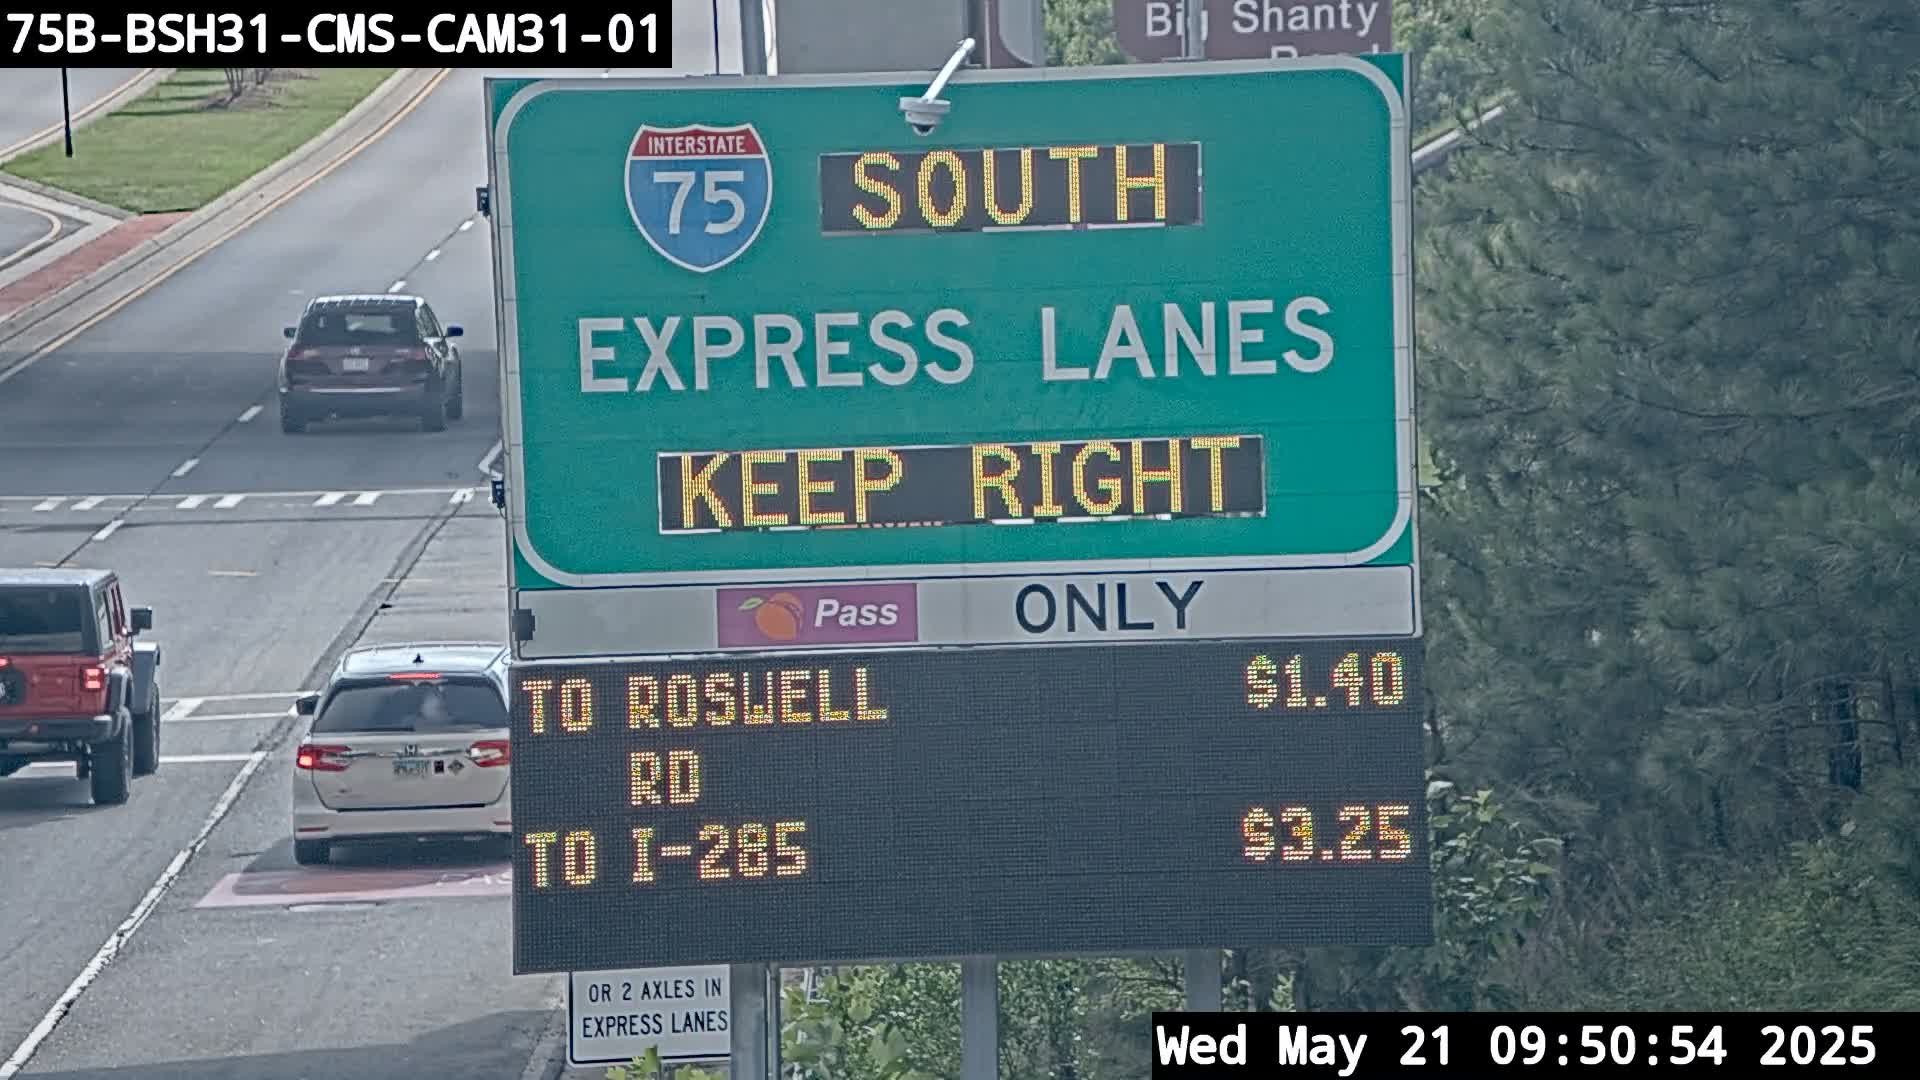 75B-BSH31-CMS-CAM31-01
Big Shanty
Road
INTERSTATE
75
SOUTH
EXPRESS LANES
KEEP RIGHT
Pass ONLY
TO ROSWELL $1.40
RD
TO I-285 $3.25
OR 2 AXLES IN
EXPRESS LANES
Wed May 21 09:50:54 2025